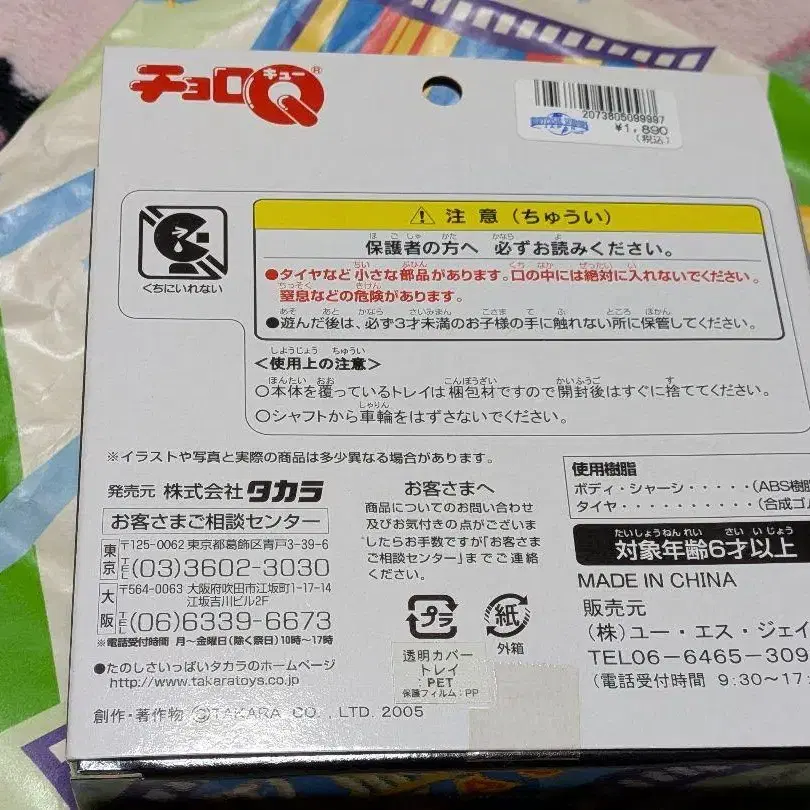 チョロQ®
キュー
2073805099997
¥1,890
(税込)
くちにいれない
⚠ 注意(ちゅうい)
保護者の方へ 必ずお読みください。
●タイヤなど小さな部品があります。口の中には絶対に入れないでください。
窒息などの危険があります。
●遊んだ後は、必ず3才未満のお子様の手に触れない所に保管してください。
<使用上の注意>
○本体を覆っているトレイは梱包材ですので開封後はすぐに捨ててください。
○シャフトから車輪をはずさないでください。
※イラストや写真と実際の商品は多少異なる場合があります。
発売元 株式会社タカラ
お客さまご相談センター
東京 〒125-0062 東京都葛飾区青戸3-39-6
TEL (03)3602-3030
大阪 〒564-0063 大阪府吹田市江坂町1-17-14
江坂吉川ビル2F
TEL (06)6339-6673
※電話受付時間 月〜金曜日(除く祭日)10時〜17時
●たのしさいっぱいタカラのホームページ
http://www.takaratoys.co.jp
創作・著作物 ©TAKARA CO., LTD. 2005
お客さまへ
商品についてのお問い合わせ
及びお気付きの点がございま
したらお手数ですが「お客さま
ご相談センター」までご連絡
ください。
プラ
紙
外箱
透明カバー
トレイ
:PET
保護フィルム:PP
使用樹脂
ボディ・シャーシ・・・・・(ABS樹脂
タイヤ・・・・・・・・・・(合成ゴム
たいしょうねんれい さい いじょう
対象年齢6才以上
MADE IN CHINA
販売元
(株)ユー・エス・ジェイ
TEL06-6465-309
(電話受付時間 9:30〜17: